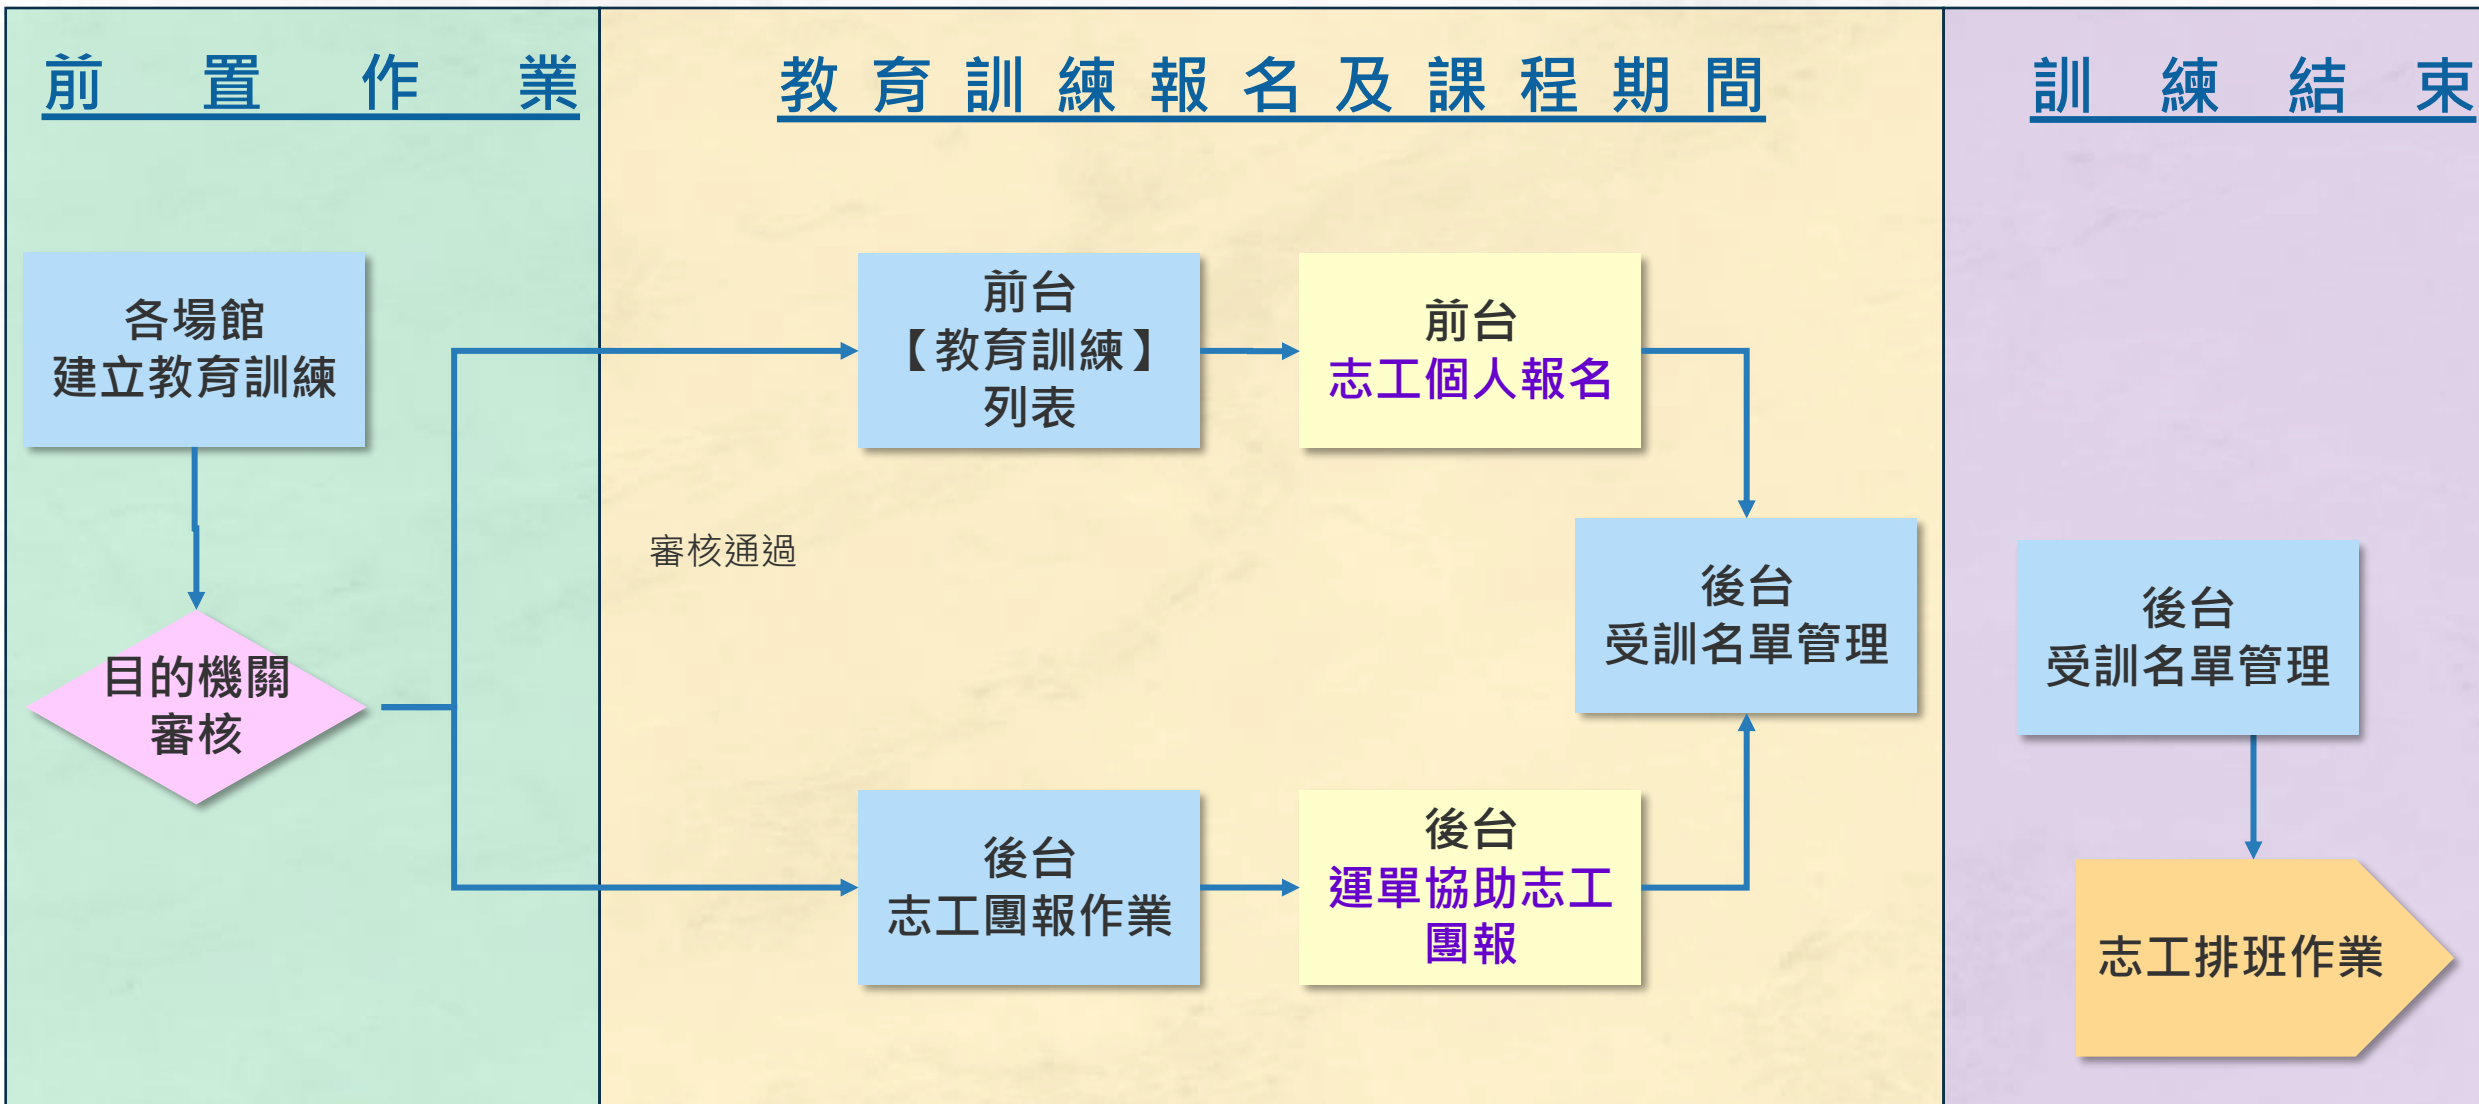 前置作業
教育訓練報名及課程期間
訓練結束
各場館
建立教育訓練
目的機關
審核
審核通過
前台
【教育訓練】
列表
前台
志工個人報名
後台
志工團報作業
後台
運單協助志工
團報
後台
受訓名單管理
後台
受訓名單管理
志工排班作業